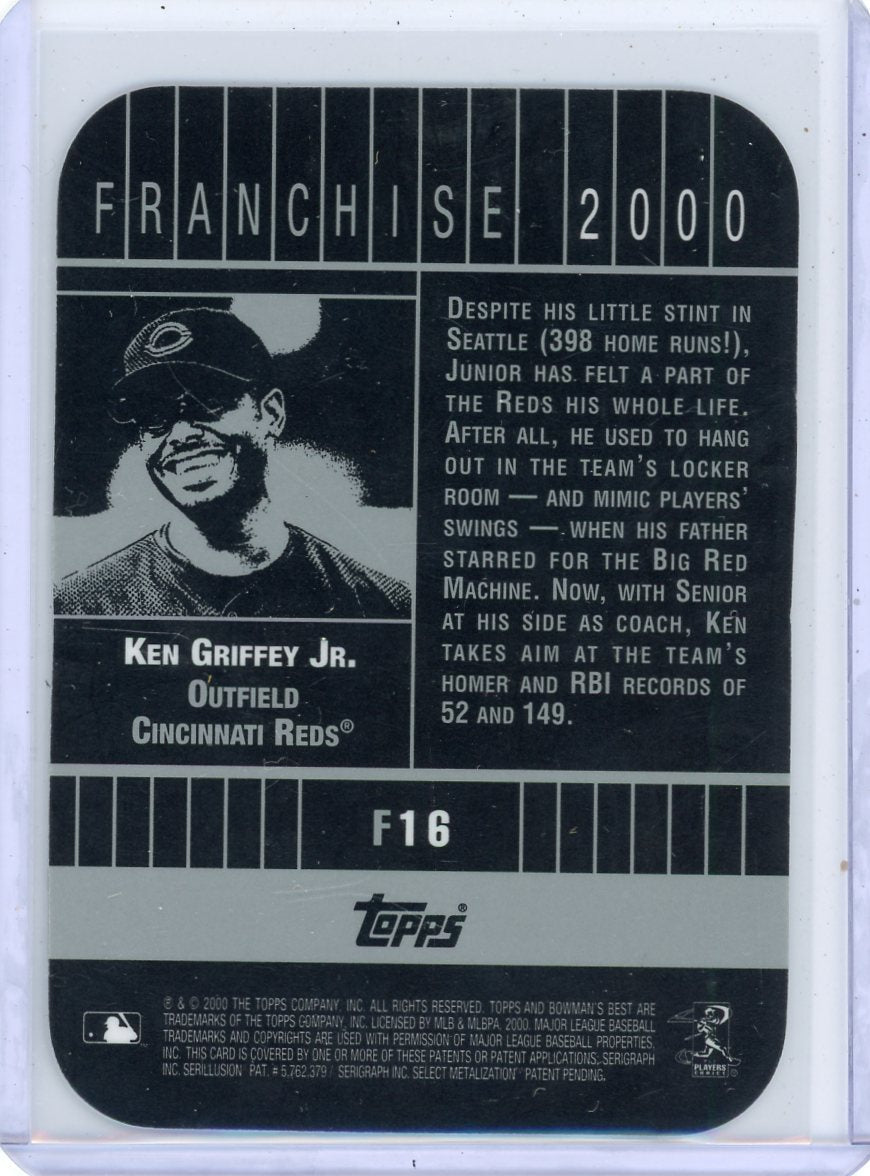 FRANCHISE 2000
DESPITE HIS LITTLE STINT IN
SEATTLE (398 HOME RUNS!),
JUNIOR HAS FELT A PART OF
THE REDS HIS WHOLE LIFE.
AFTER ALL, HE USED TO HANG
OUT IN THE TEAM'S LOCKER
ROOM — AND MIMIC PLAYERS'
SWINGS — WHEN HIS FATHER
STARRED FOR THE BIG RED
MACHINE. NOW, WITH SENIOR
AT HIS SIDE AS COACH, KEN
TAKES AIM AT THE TEAM'S
HOMER AND RBI RECORDS OF
52 AND 149.
KEN GRIFFEY JR.
OUTFIELD
CINCINNATI REDS®
F16
TOPPS®
℗ & © 2000 THE TOPPS COMPANY, INC. ALL RIGHTS RESERVED. TOPPS AND BOWMAN'S BEST ARE
TRADEMARKS OF THE TOPPS COMPANY, INC. LICENSED BY MLB & MLBPA, 2000. MAJOR LEAGUE BASEBALL
TRADEMARKS AND COPYRIGHTS ARE USED WITH PERMISSION OF MAJOR LEAGUE BASEBALL PROPERTIES,
INC. THIS CARD IS COVERED BY ONE OR MORE OF THESE PATENTS OR PATENT APPLICATIONS: SERIGRAPH
INC. SERILLUSION PAT. # 5,762,379 / SERIGRAPH INC. SELECT METALIZATION™ PATENT PENDING.
PLAYERS
CHOICE